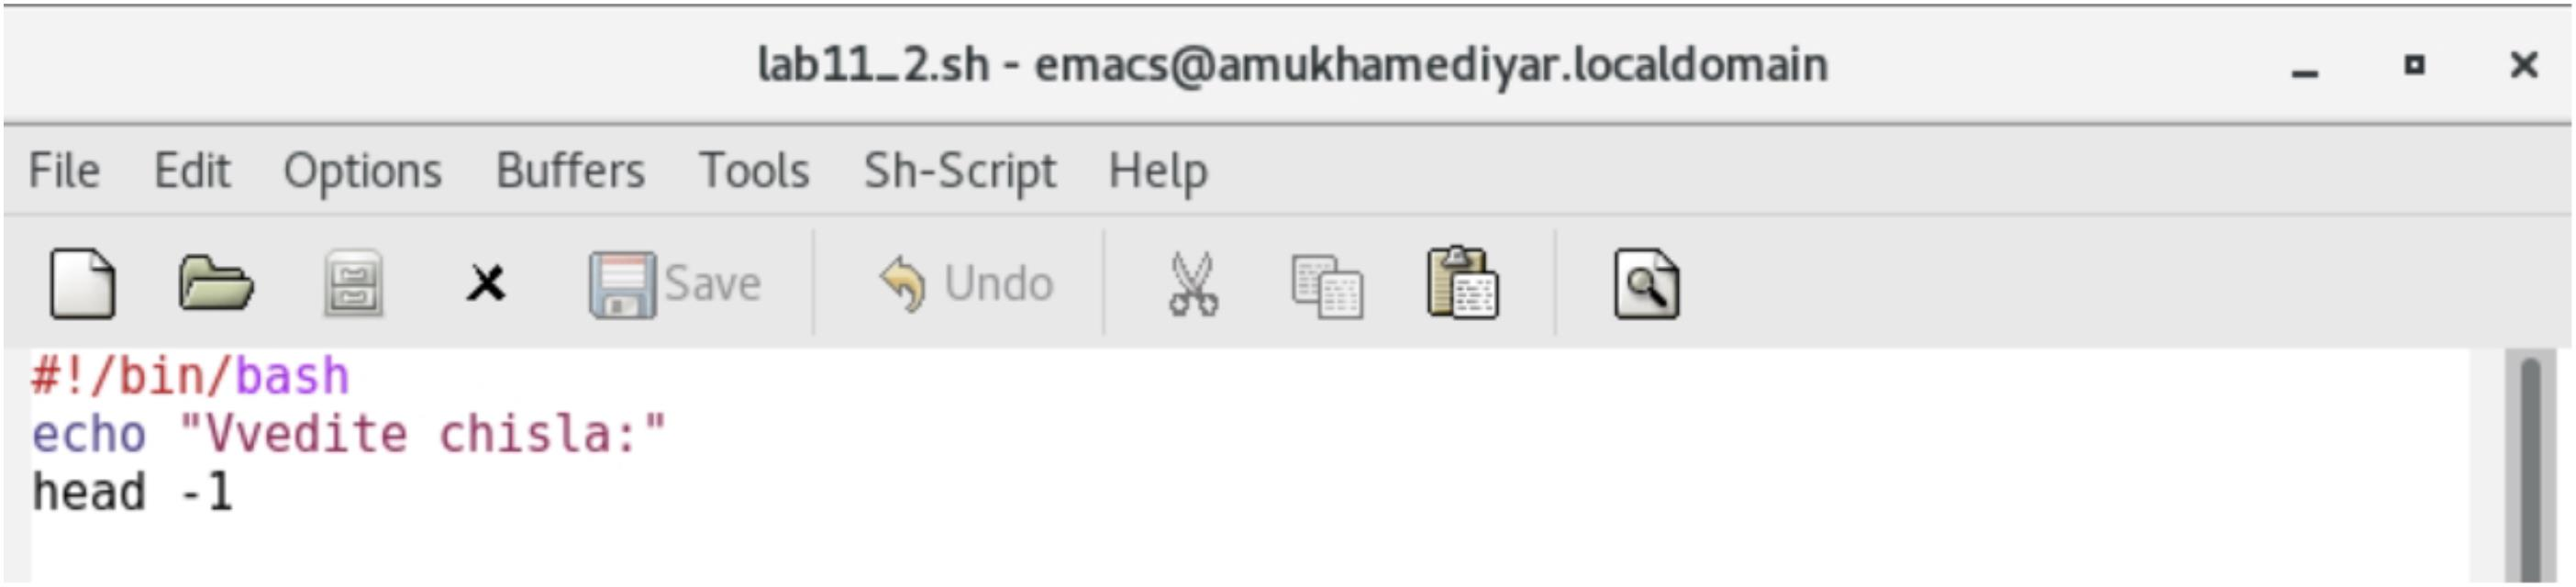 lab11_2.sh - emacs@amukhamediyar.localdomain
File Edit Options Buffers Tools Sh-Script Help
Save Undo
#!/bin/bash
echo "Vvedite chisla:"
head -1